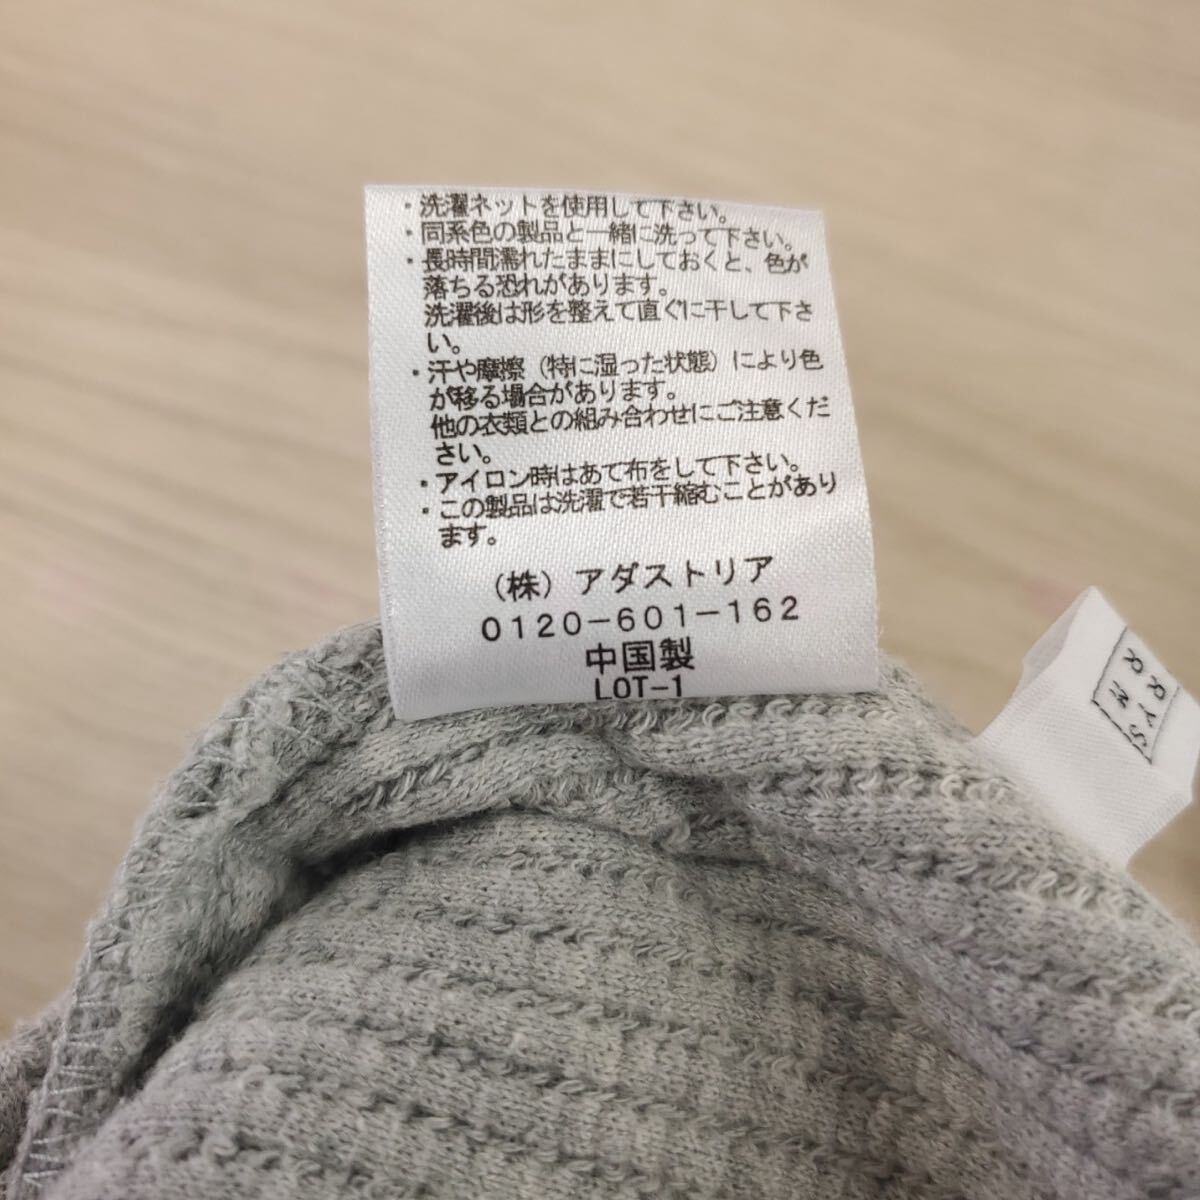 ・洗濯ネットを使用して下さい。
・同系色の製品と一緒に洗って下さい。
・長時間濡れたままにしておくと、色が
落ちる恐れがあります。
洗濯後は形を整えて直ぐに干して下さ
い。
・汗や摩擦（特に湿った状態）により色
が移る場合があります。
他の衣類との組み合わせにご注意くだ
さい。
・アイロン時はあて布をして下さい。
・この製品は洗濯で若干縮むことがあり
ます。
（株）アダストリア
0120-601-162
中国製
LOT-1